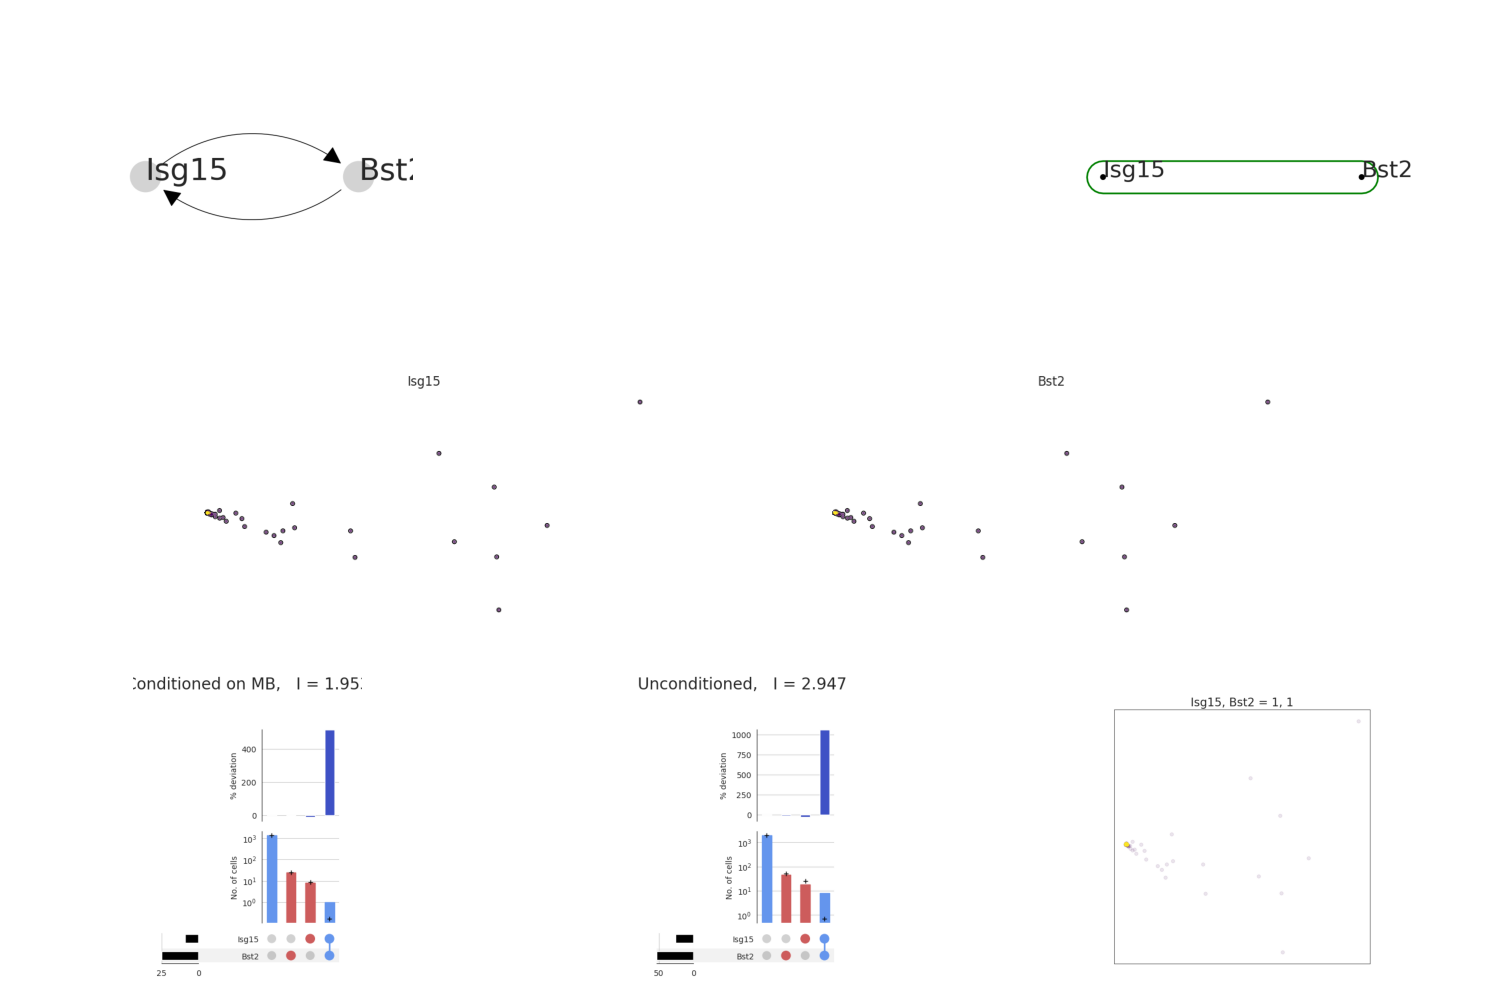 Isg15
Bst2
Isg15
Bst2
Isg15
Bst2
Conditioned on MB, I = 1.95
Unconditioned, I = 2.947
Isg15, Bst2 = 1, 1
% deviation
400
200
0
No. of cells
10³
10²
10¹
10⁰
Isg15
Bst2
25
0
% deviation
1000
750
500
250
0
No. of cells
10³
10²
10¹
10⁰
Isg15
Bst2
50
0